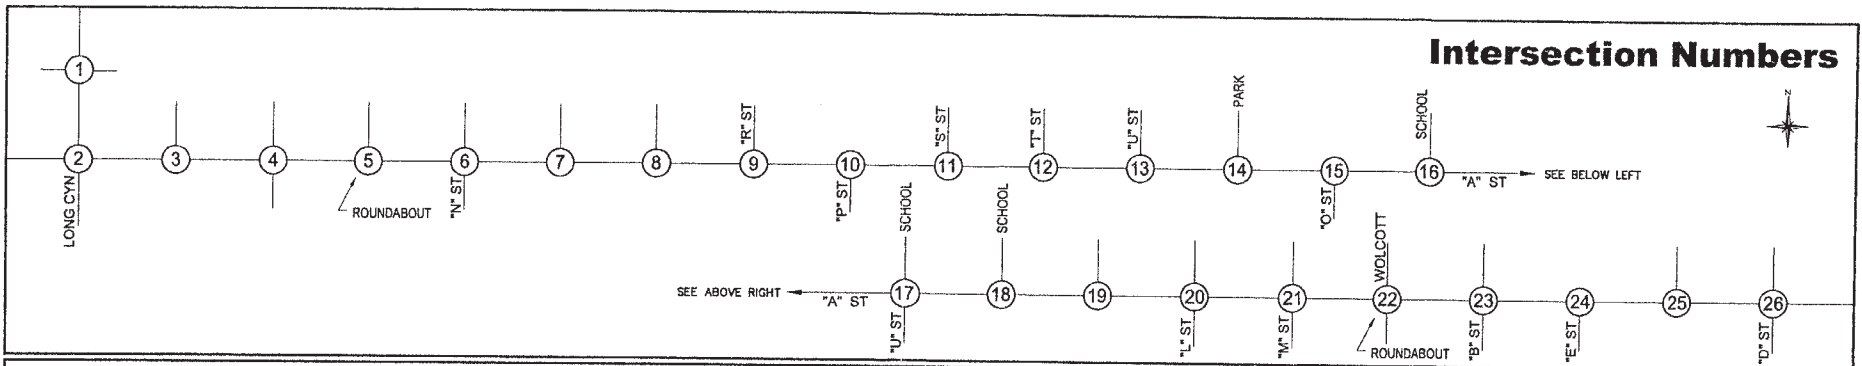 Intersection Numbers
Z
1
2 3 4 5 6 7 8 9 10 11 12 13 14 15 16
LONG CYN
ROUNDABOUT
"N" ST
"R" ST
"P" ST
"S" ST
"T" ST
"U" ST
PARK
"O" ST
SCHOOL
"A" ST
SEE BELOW LEFT
SEE ABOVE RIGHT
"A" ST
17 18 19 20 21 22 23 24 25 26
SCHOOL
"U" ST
SCHOOL
"L" ST
"M" ST
WOLCOTT
ROUNDABOUT
"B" ST
"E" ST
"D" ST